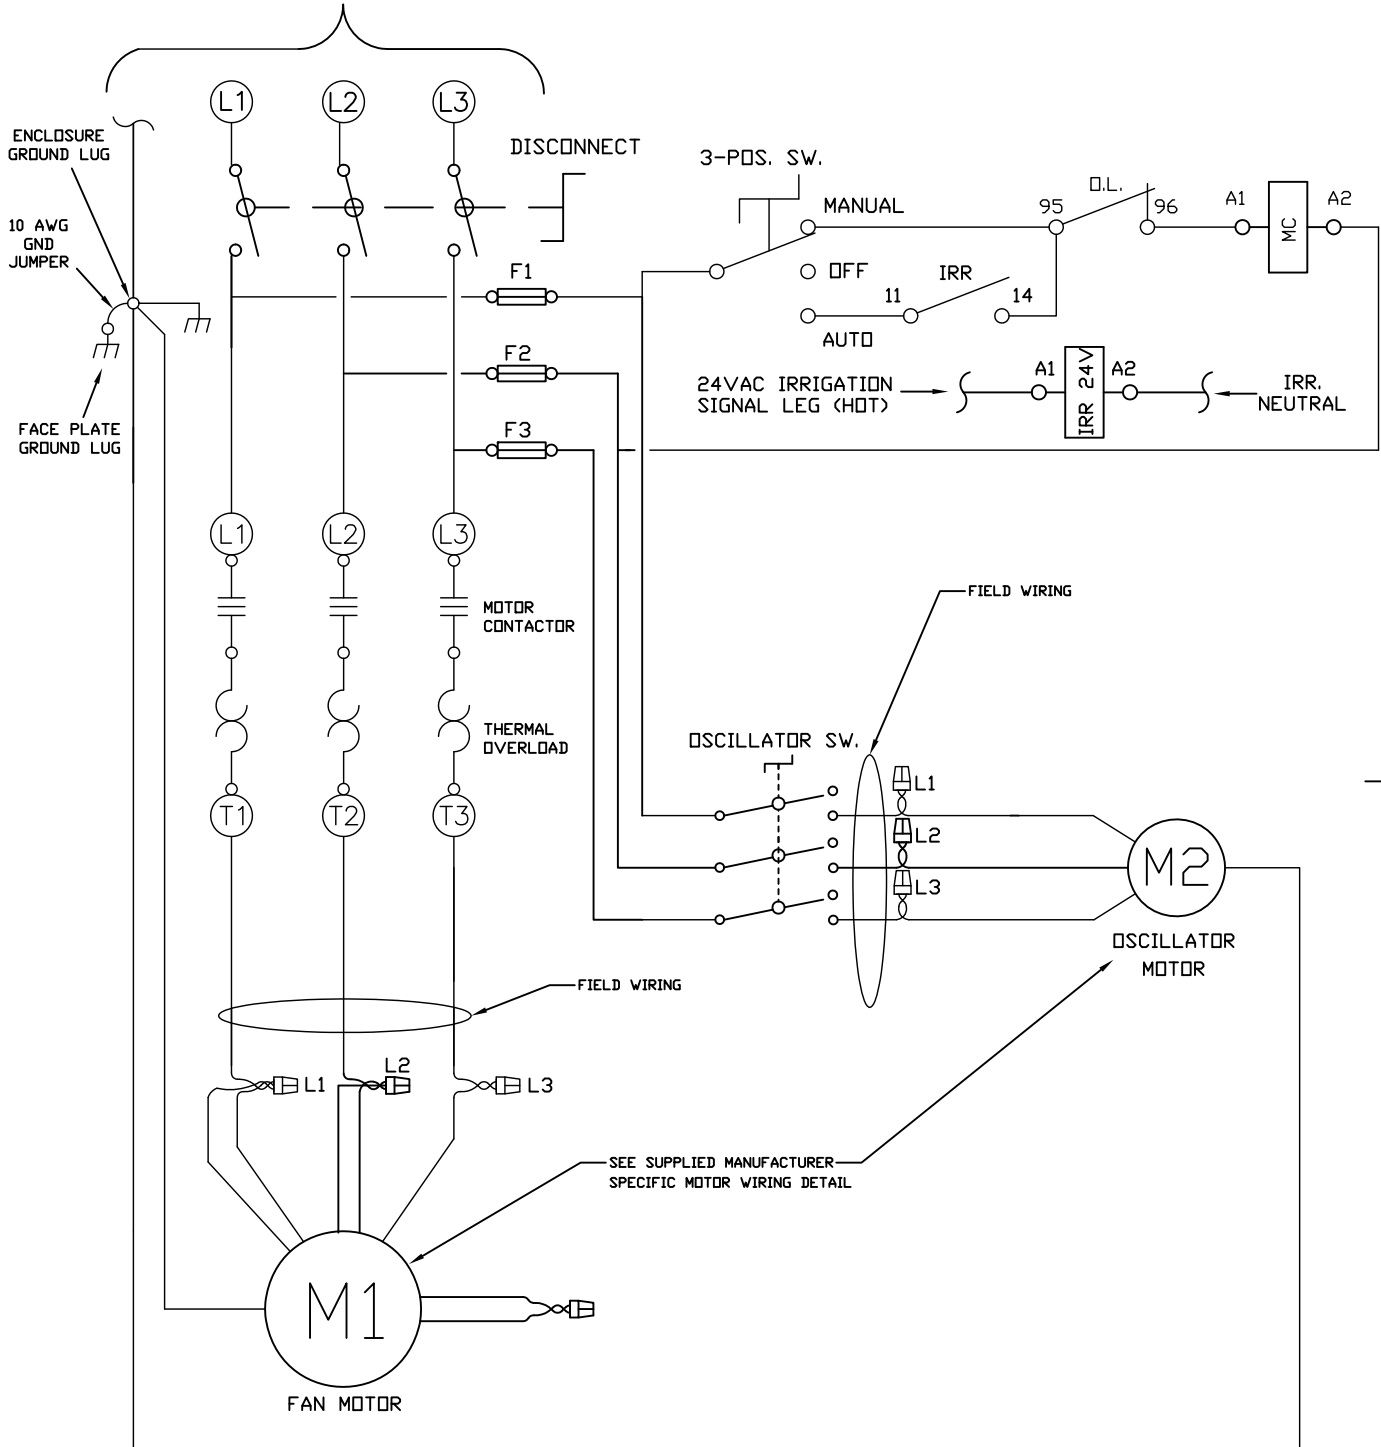 L1
L2
L3
DISCONNECT
ENCLOSURE
GROUND LUG
10 AWG
GND
JUMPER
FACE PLATE
GROUND LUG
F1
F2
F3
3-POS. SW.
MANUAL
OFF
AUTO
IRR
11
14
O.L.
95
96
A1
MC
A2
24VAC IRRIGATION
SIGNAL LEG (HOT)
A1
IRR 24V
A2
IRR.
NEUTRAL
L1
L2
L3
MOTOR
CONTACTOR
THERMAL
OVERLOAD
T1
T2
T3
FIELD WIRING
OSCILLATOR SW.
L1
L2
L3
M2
OSCILLATOR
MOTOR
FIELD WIRING
L1
L2
L3
SEE SUPPLIED MANUFACTURER
SPECIFIC MOTOR WIRING DETAIL
M1
FAN MOTOR